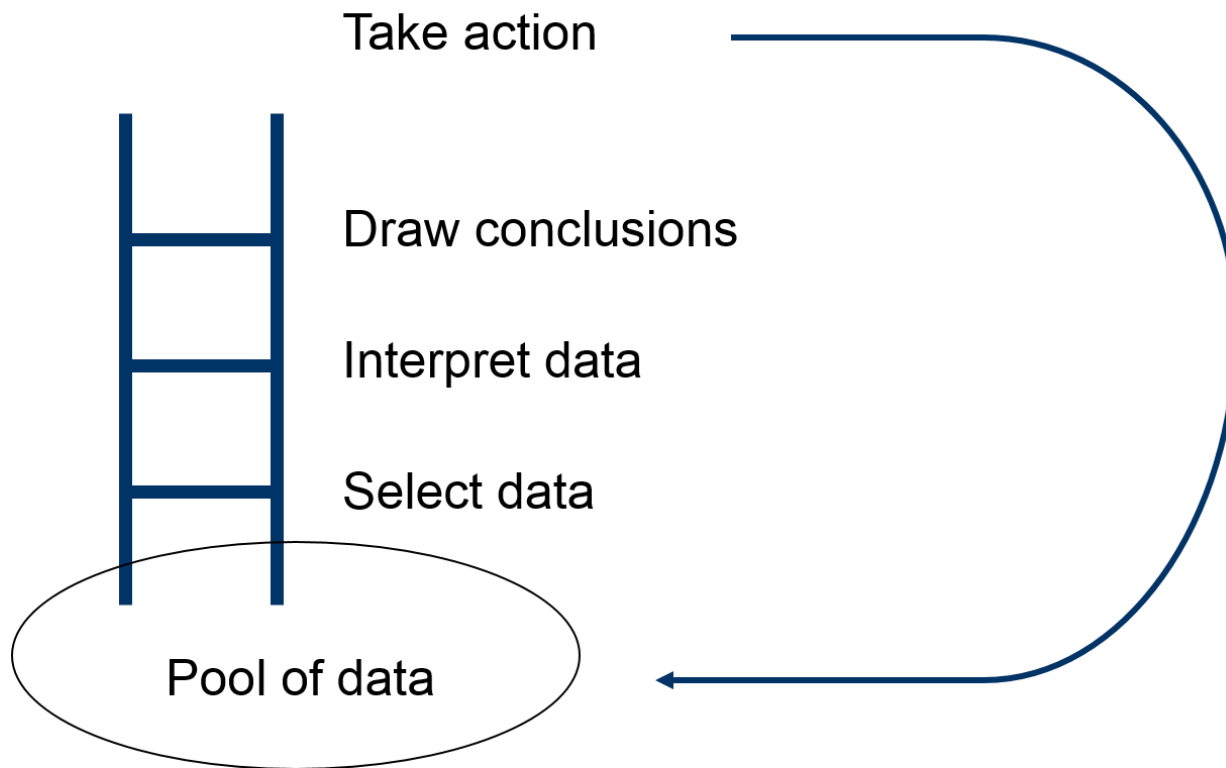 Take action
Draw conclusions
Interpret data
Select data
Pool of data